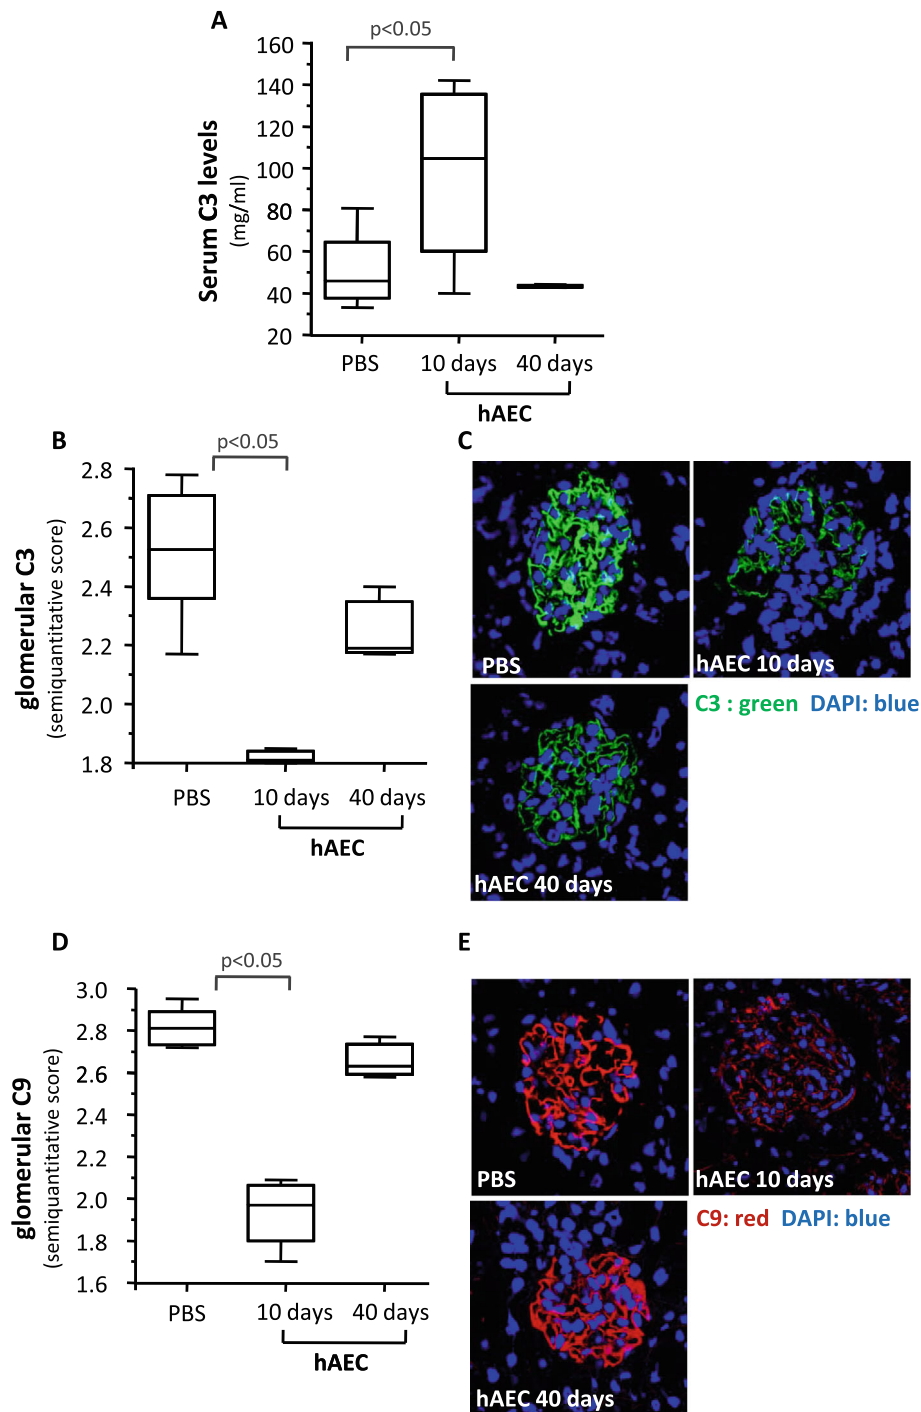 A
p<0.05
Serum C3 levels
(mg/ml)
160
140
120
100
80
60
40
20
PBS
10 days
40 days
hAEC
B
p<0.05
glomerular C3
(semiquantitative score)
2.8
2.6
2.4
2.2
2.0
1.8
PBS
10 days
40 days
hAEC
C
PBS
hAEC 10 days
C3 : green DAPI: blue
hAEC 40 days
D
p<0.05
glomerular C9
(semiquantitative score)
3.0
2.8
2.6
2.4
2.2
2.0
1.8
1.6
PBS
10 days
40 days
hAEC
E
PBS
hAEC 10 days
C9: red DAPI: blue
hAEC 40 days